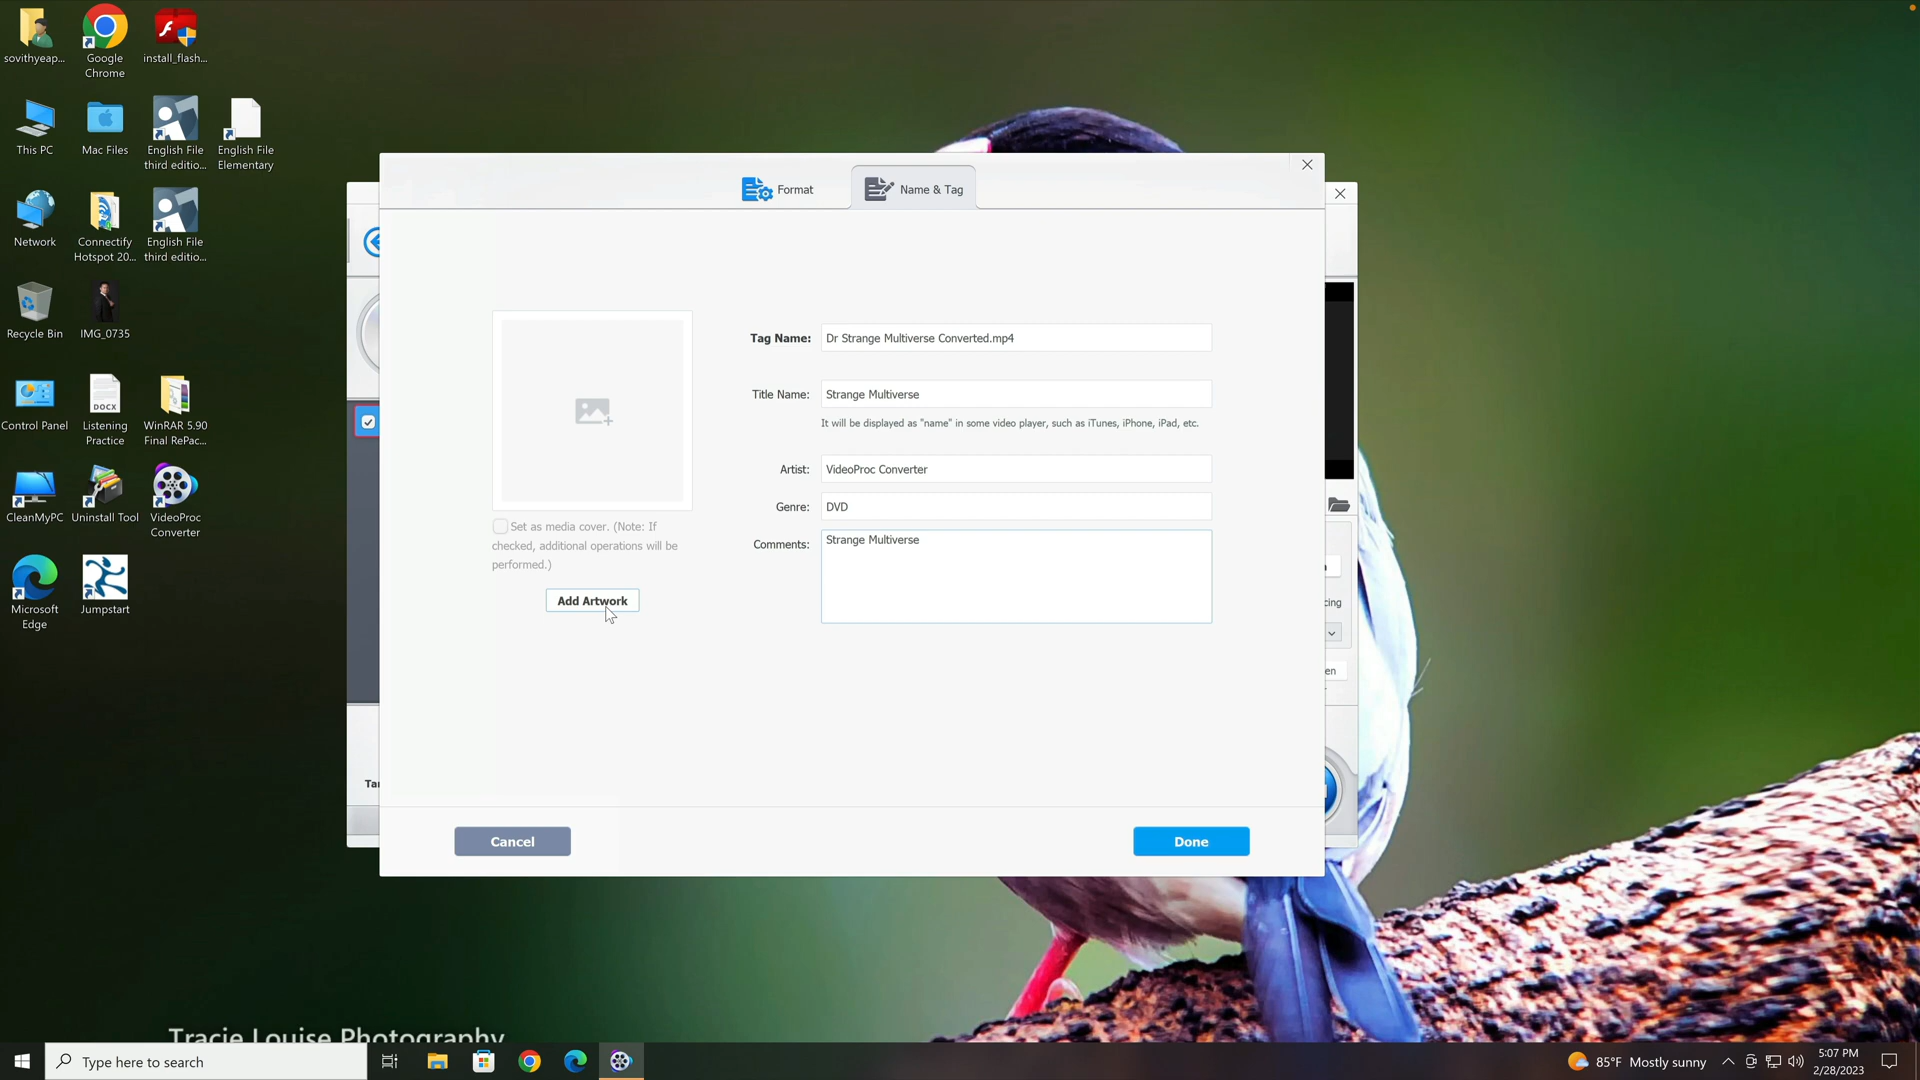 sovithyeap...
Google
Chrome
install_flash...
This PC
Mac Files
English File
third editio...
English File
Elementary
Network
Connectify
Hotspot 20...
English File
third editio...
Recycle Bin
IMG_0735
Control Panel
DOCX
Listening
Practice
WinRAR 5.90
Final RePac...
CleanMyPC
Uninstall Tool
VideoProc
Converter
Microsoft
Edge
Jumpstart
Format
Name & Tag
Tag Name:
Dr Strange Multiverse Converted.mp4
Title Name:
Strange Multiverse
It will be displayed as "name" in some video player, such as iTunes, iPhone, iPad, etc.
Artist:
VideoProc Converter
Genre:
DVD
Comments:
Strange Multiverse
Set as media cover. (Note: If
checked, additional operations will be
performed.)
Add Artwork
cing
en
Tar
Cancel
Done
Tracie Louise Photography
Type here to search
85°F Mostly sunny
5:07 PM
2/28/2023